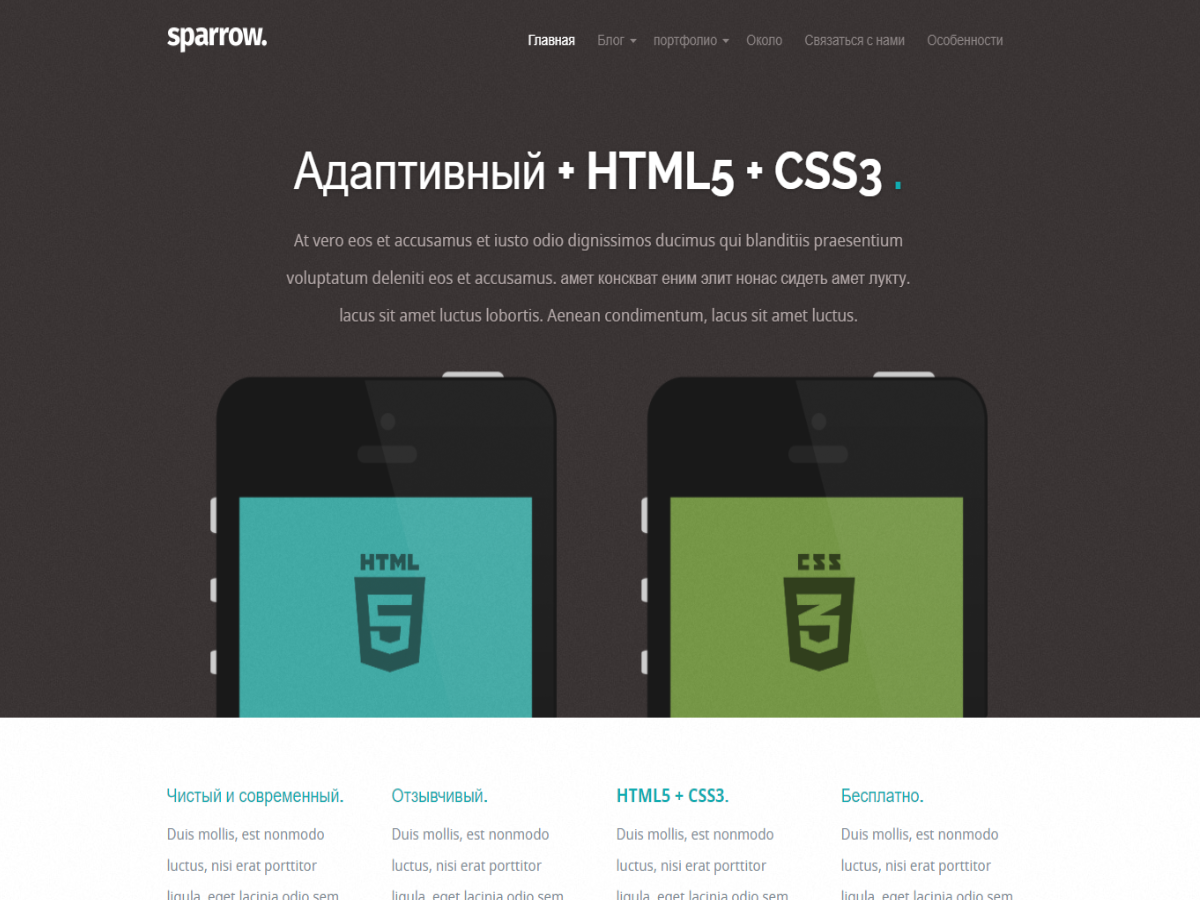 sparrow.
Главная Блог портфолио Около Связаться с нами Особенности
Адаптивный + HTML5 + CSS3 .
At vero eos et accusamus et iusto odio dignissimos ducimus qui blanditiis praesentium
voluptatum deleniti eos et accusamus. амет конскват еним элит нонас сидеть амет лукту.
lacus sit amet luctus lobortis. Aenean condimentum, lacus sit amet luctus.
HTML
5
CSS
3
Чистый и современный.
Duis mollis, est nonmodo
luctus, nisi erat porttitor
ligula, eget lacinia odio sem
Отзывчивый.
Duis mollis, est nonmodo
luctus, nisi erat porttitor
ligula, eget lacinia odio sem
HTML5 + CSS3.
Duis mollis, est nonmodo
luctus, nisi erat porttitor
ligula, eget lacinia odio sem
Бесплатно.
Duis mollis, est nonmodo
luctus, nisi erat porttitor
ligula, eget lacinia odio sem